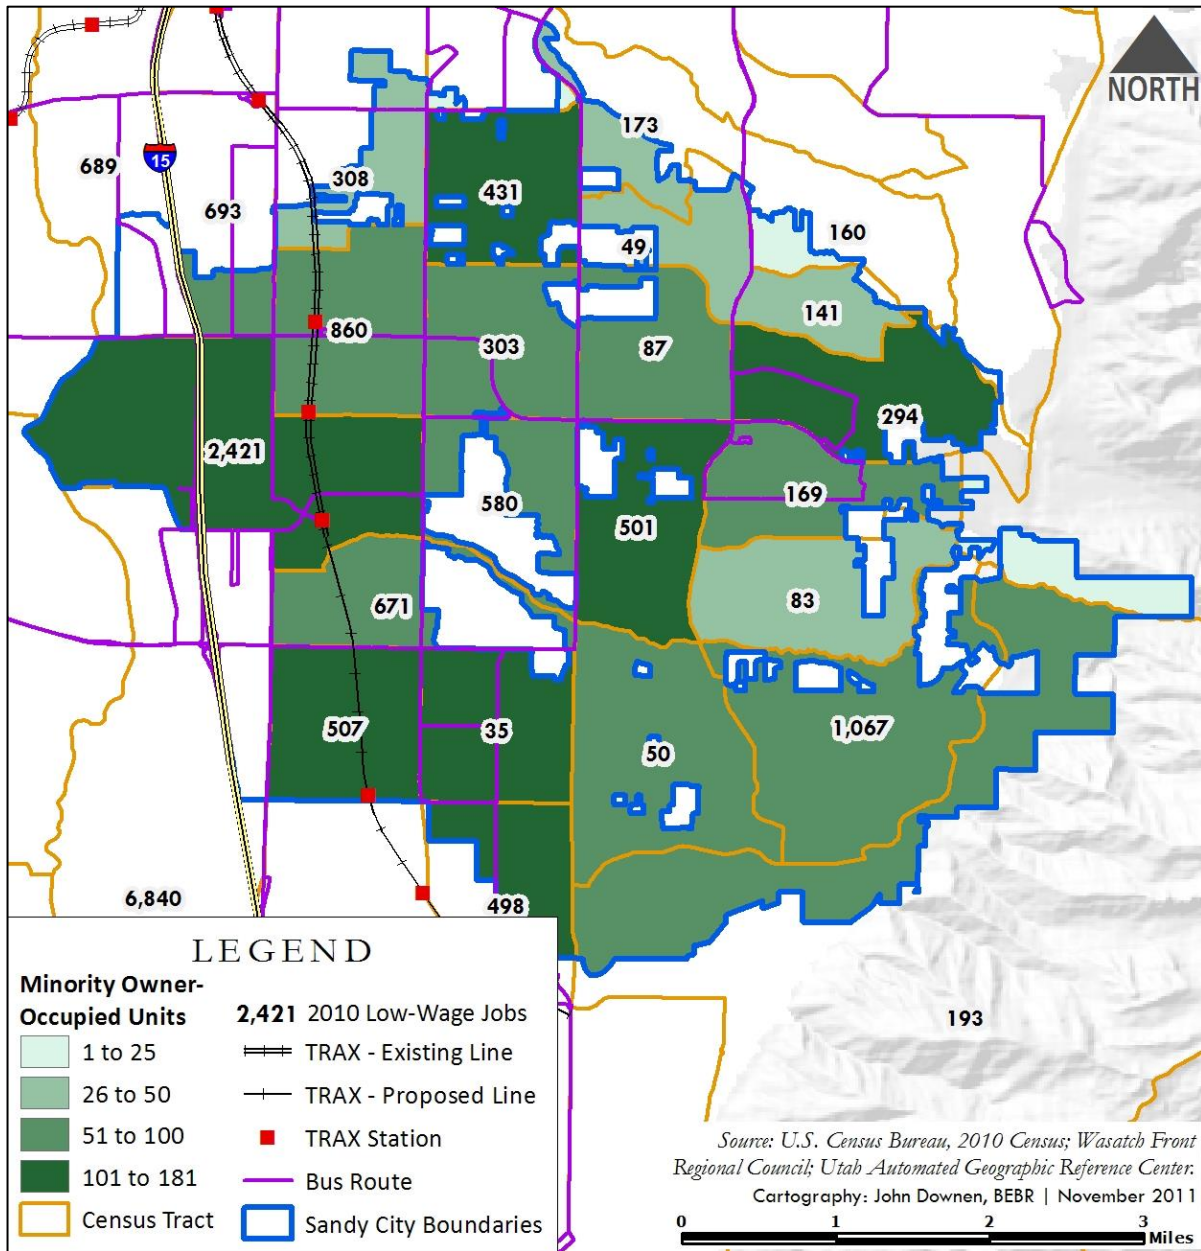 NORTH
173
689
15
308
431
693
49
160
141
860
303
87
294
2,421
580
501
169
671
83
507
35
50
1,067
6,840
498
193
LEGEND
Minority Owner-
Occupied Units
1 to 25
26 to 50
51 to 100
101 to 181
Census Tract
2,421 2010 Low-Wage Jobs
TRAX - Existing Line
TRAX - Proposed Line
TRAX Station
Bus Route
Sandy City Boundaries
Source: U.S. Census Bureau, 2010 Census; Wasatch Front
Regional Council; Utah Automated Geographic Reference Center.
Cartography: John Downen, BEBR | November 2011
0 1 2 3
Miles